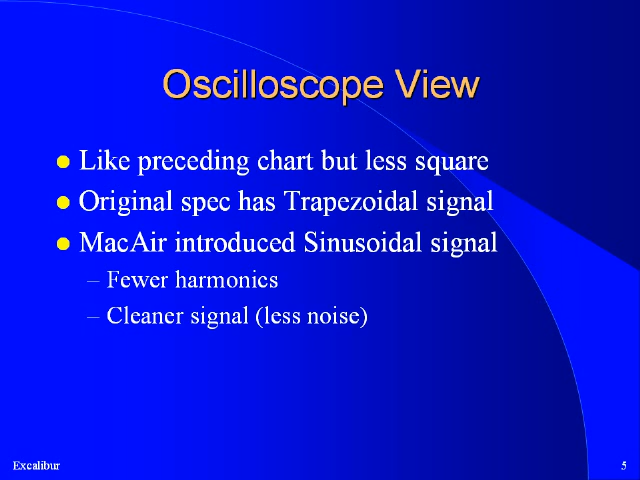 Oscilloscope View
Like preceding chart but less square
Original spec has Trapezoidal signal
MacAir introduced Sinusoidal signal
– Fewer harmonics
– Cleaner signal (less noise)
Excalibur
5